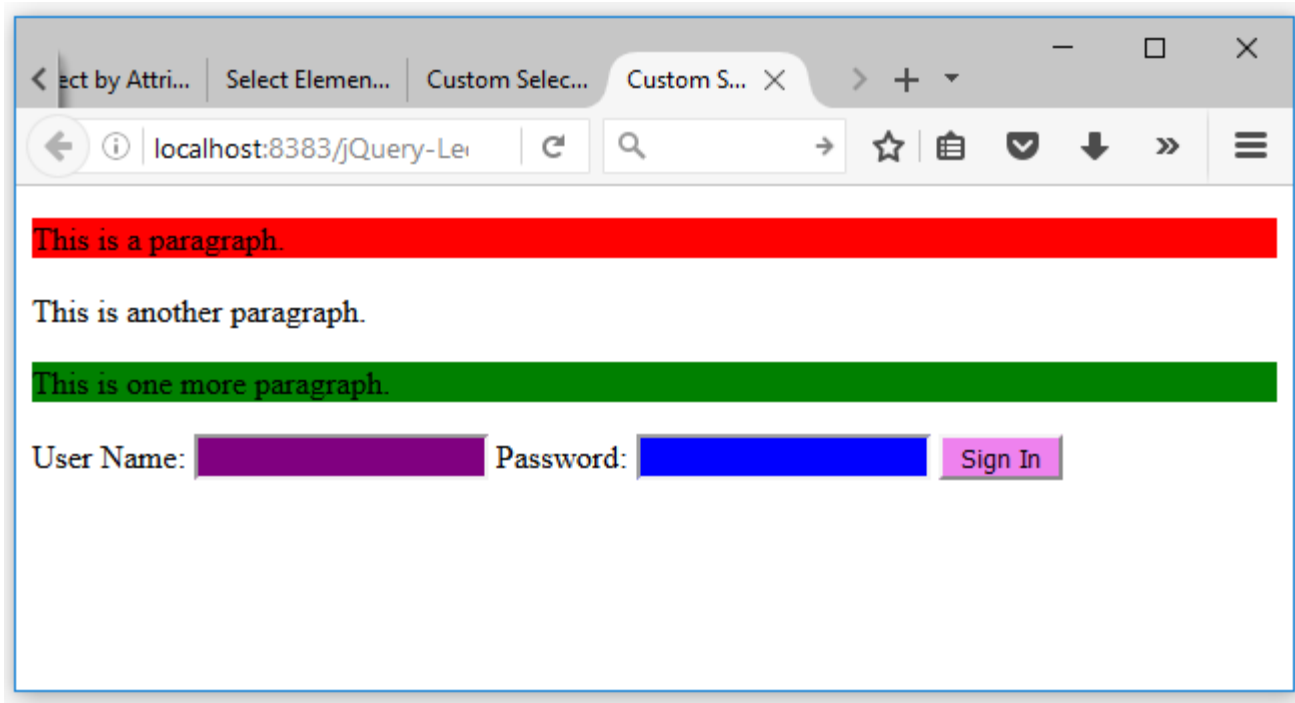 ect by Attri... Select Elemen... Custom Selec... Custom S...
localhost:8383/jQuery-Le
This is a paragraph.
This is another paragraph.
This is one more paragraph.
User Name: Password: Sign In